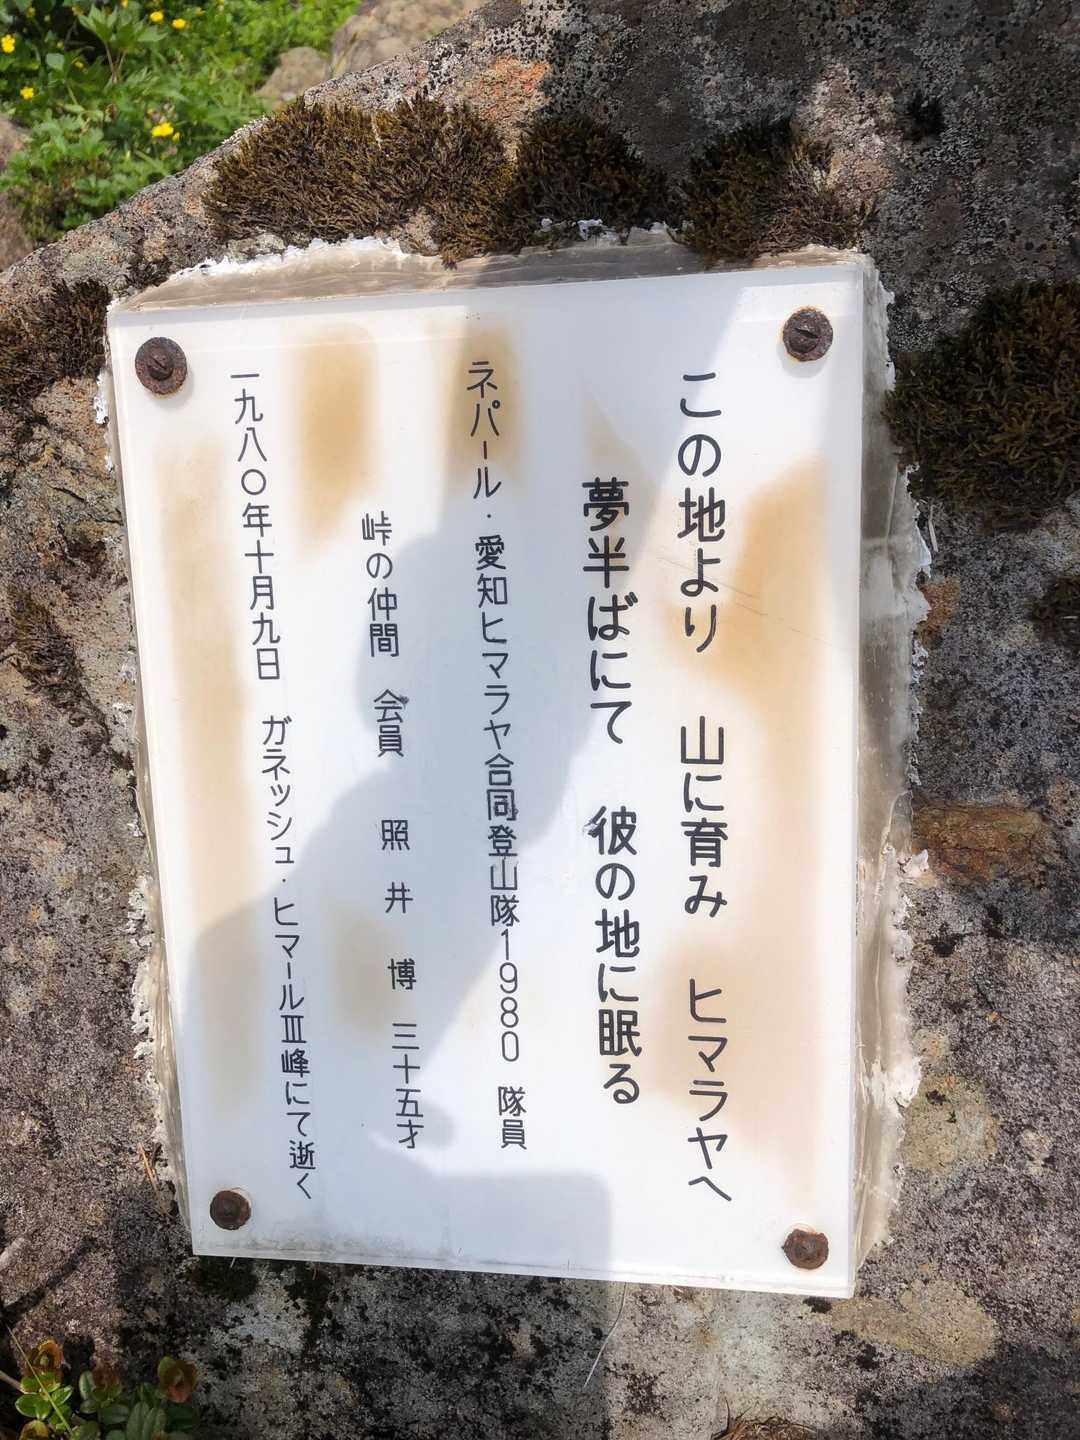 この地より　山に育み　ヒマラヤへ
夢半ばにて　彼の地に眠る
ネパール・愛知ヒマラヤ合同登山隊1980　隊員
峠の仲間　会員　照井　博　三十五才
一九八〇年十月九日　ガネッシュ・ヒマールⅢ峰にて逝く